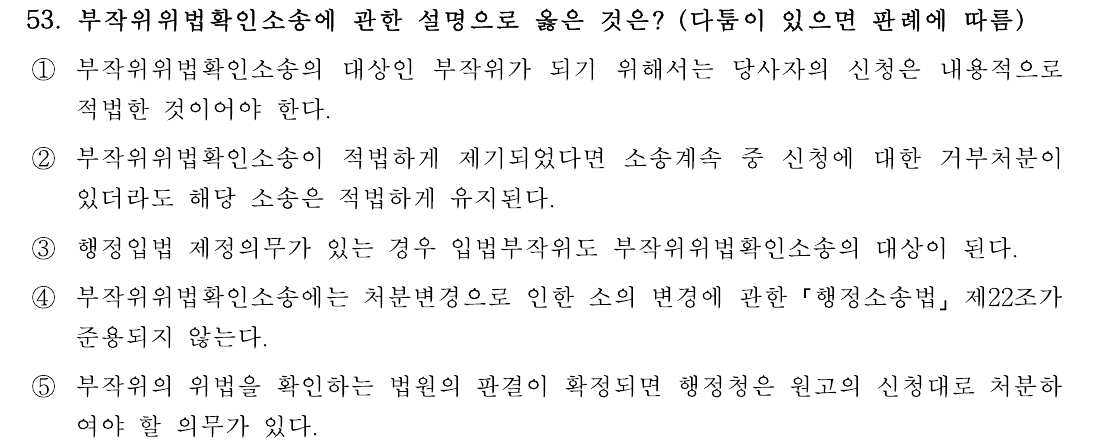 53. 부작위위법확인소송에 관한 설명으로 옳은 것은? (다툼이 있으면 판례에 따름)
① 부작위위법확인소송의 대상인 부작위가 되기 위해서는 당사자의 신청은 내용적으로
적법한 것이어야 한다.
② 부작위위법확인소송이 적법하게 제기되었다면 소송계속 중 신청에 대한 거부처분이
있더라도 해당 소송은 적법하게 유지된다.
③ 행정입법 제정의무가 있는 경우 입법부작위도 부작위위법확인소송의 대상이 된다.
④ 부작위위법확인소송에는 처분변경으로 인한 소의 변경에 관한「행정소송법」제22조가
준용되지 않는다.
⑤ 부작위의 위법을 확인하는 법원의 판결이 확정되면 행정청은 원고의 신청대로 처분하
여야 할 의무가 있다.